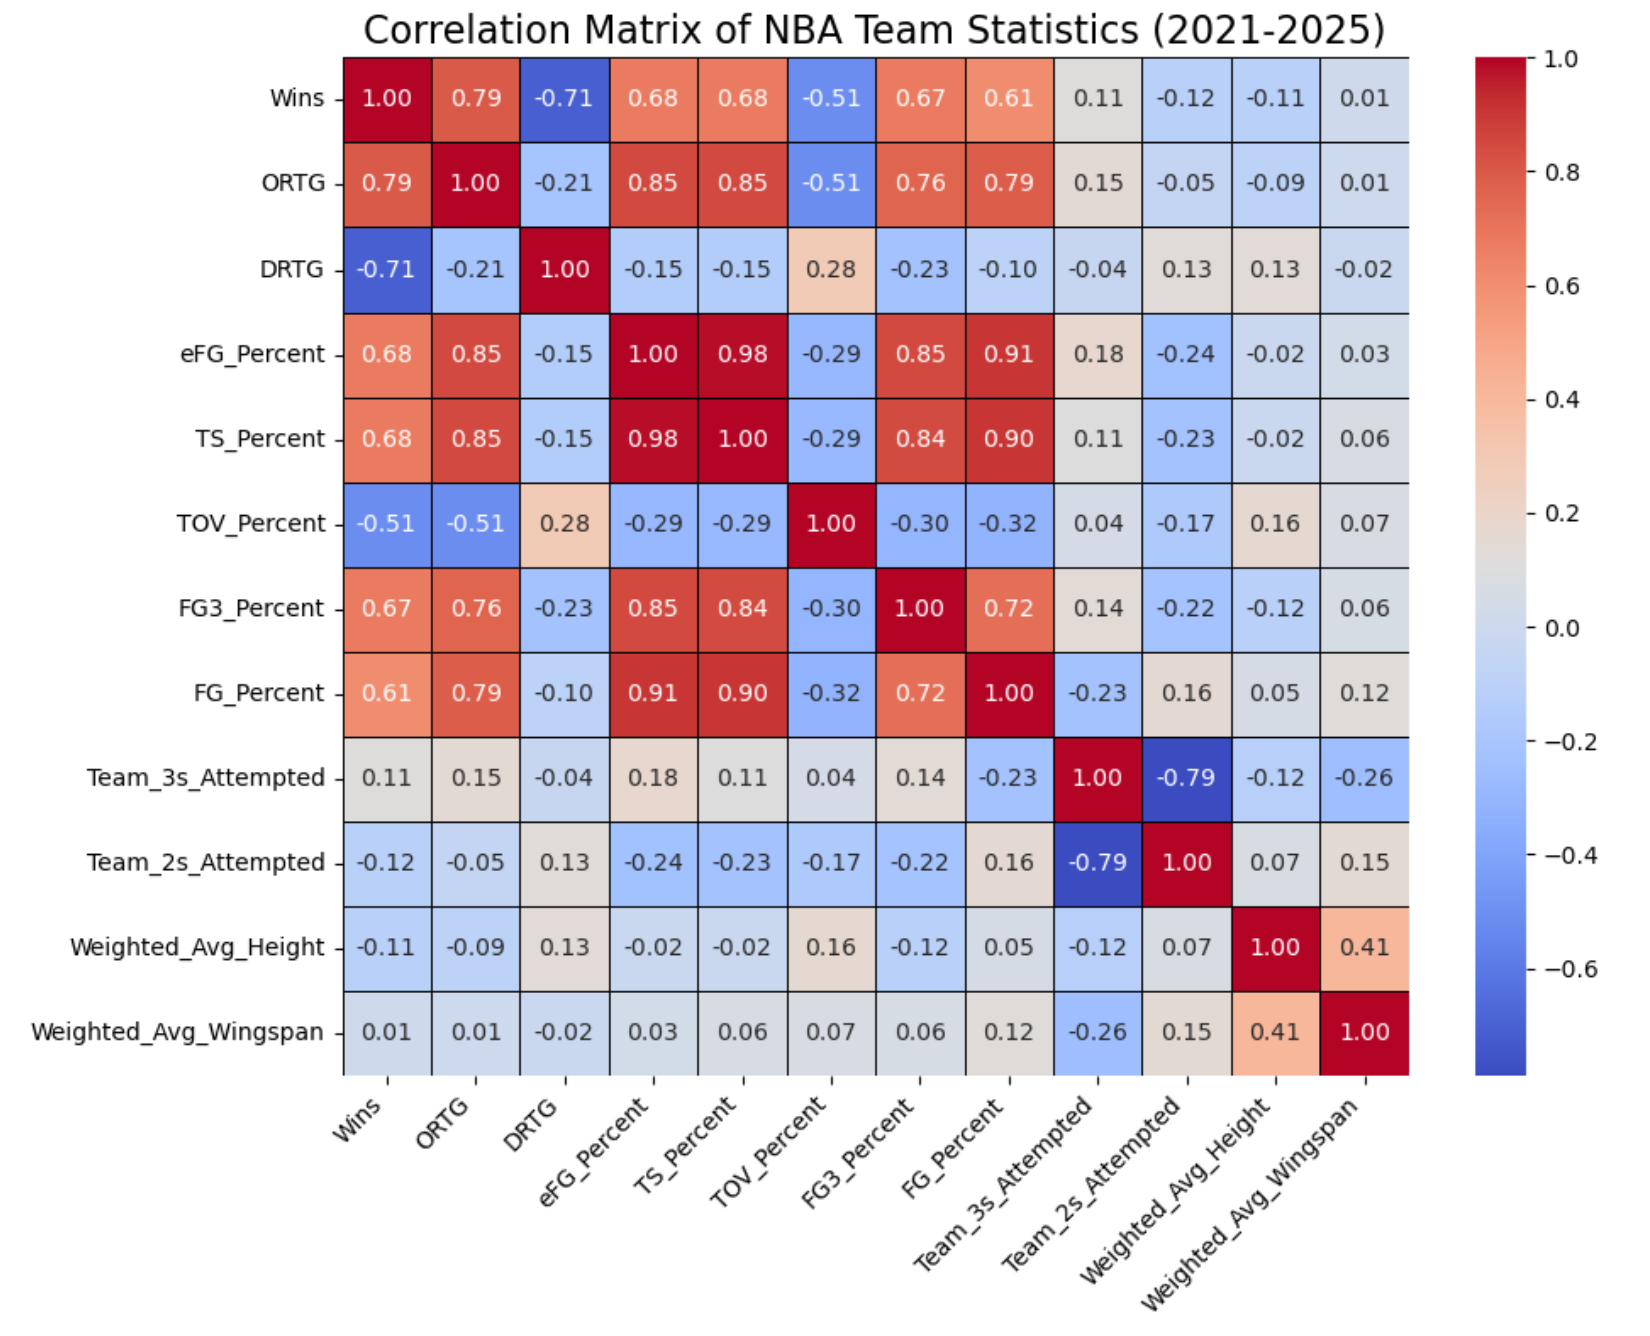 Correlation Matrix of NBA Team Statistics (2021-2025)
Wins 1.00 0.79 -0.71 0.68 0.68 -0.51 0.67 0.61 0.11 -0.12 -0.11 0.01
ORTG 0.79 1.00 -0.21 0.85 0.85 -0.51 0.76 0.79 0.15 -0.05 -0.09 0.01
DRTG -0.71 -0.21 1.00 -0.15 -0.15 0.28 -0.23 -0.10 -0.04 0.13 0.13 -0.02
eFG_Percent 0.68 0.85 -0.15 1.00 0.98 -0.29 0.85 0.91 0.18 -0.24 -0.02 0.03
TS_Percent 0.68 0.85 -0.15 0.98 1.00 -0.29 0.84 0.90 0.11 -0.23 -0.02 0.06
TOV_Percent -0.51 -0.51 0.28 -0.29 -0.29 1.00 -0.30 -0.32 0.04 -0.17 0.16 0.07
FG3_Percent 0.67 0.76 -0.23 0.85 0.84 -0.30 1.00 0.72 0.14 -0.22 -0.12 0.06
FG_Percent 0.61 0.79 -0.10 0.91 0.90 -0.32 0.72 1.00 -0.23 0.16 0.05 0.12
Team_3s_Attempted 0.11 0.15 -0.04 0.18 0.11 0.04 0.14 -0.23 1.00 -0.79 -0.12 -0.26
Team_2s_Attempted -0.12 -0.05 0.13 -0.24 -0.23 -0.17 -0.22 0.16 -0.79 1.00 0.07 0.15
Weighted_Avg_Height -0.11 -0.09 0.13 -0.02 -0.02 0.16 -0.12 0.05 -0.12 0.07 1.00 0.41
Weighted_Avg_Wingspan 0.01 0.01 -0.02 0.03 0.06 0.07 0.06 0.12 -0.26 0.15 0.41 1.00
Wins
ORTG
DRTG
eFG_Percent
TS_Percent
TOV_Percent
FG3_Percent
FG_Percent
Team_3s_Attempted
Team_2s_Attempted
Weighted_Avg_Height
Weighted_Avg_Wingspan
1.0
0.8
0.6
0.4
0.2
0.0
−0.2
−0.4
−0.6